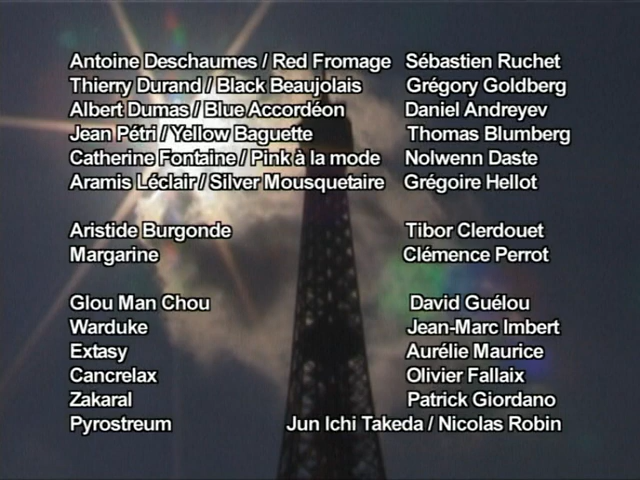 Antoine Deschaumes / Red Fromage Sébastien Ruchet
Thierry Durand / Black Beaujolais Grégory Goldberg
Albert Dumas / Blue Accordéon Daniel Andreyev
Jean Pétri / Yellow Baguette Thomas Blumberg
Catherine Fontaine / Pink à la mode Nolwenn Daste
Aramis Léclair / Silver Mousquetaire Grégoire Hellot
Aristide Burgonde Tibor Clerdouet
Margarine Clémence Perrot
Glou Man Chou David Guélou
Warduke Jean-Marc Imbert
Extasy Aurélie Maurice
Cancrelax Olivier Fallaix
Zakaral Patrick Giordano
Pyrostreum Jun Ichi Takeda / Nicolas Robin